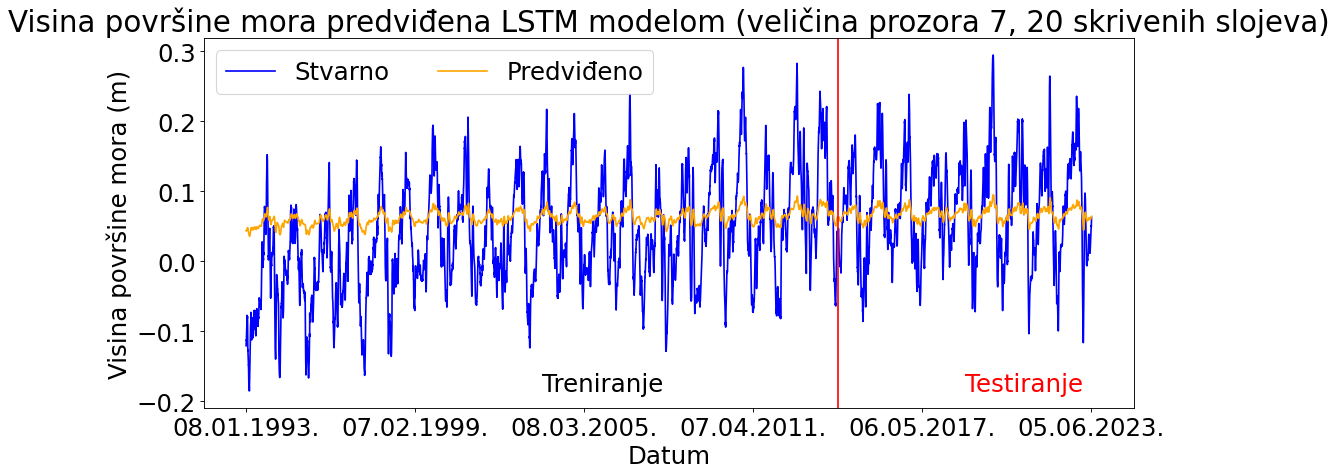 Visina površine mora predviđena LSTM modelom (veličina prozora 7, 20 skrivenih slojeva)
Stvarno
Predviđeno
Visina površine mora (m)
0.3
0.2
0.1
0.0
−0.1
−0.2
Treniranje
Testiranje
08.01.1993.
07.02.1999.
08.03.2005.
07.04.2011.
06.05.2017.
05.06.2023.
Datum